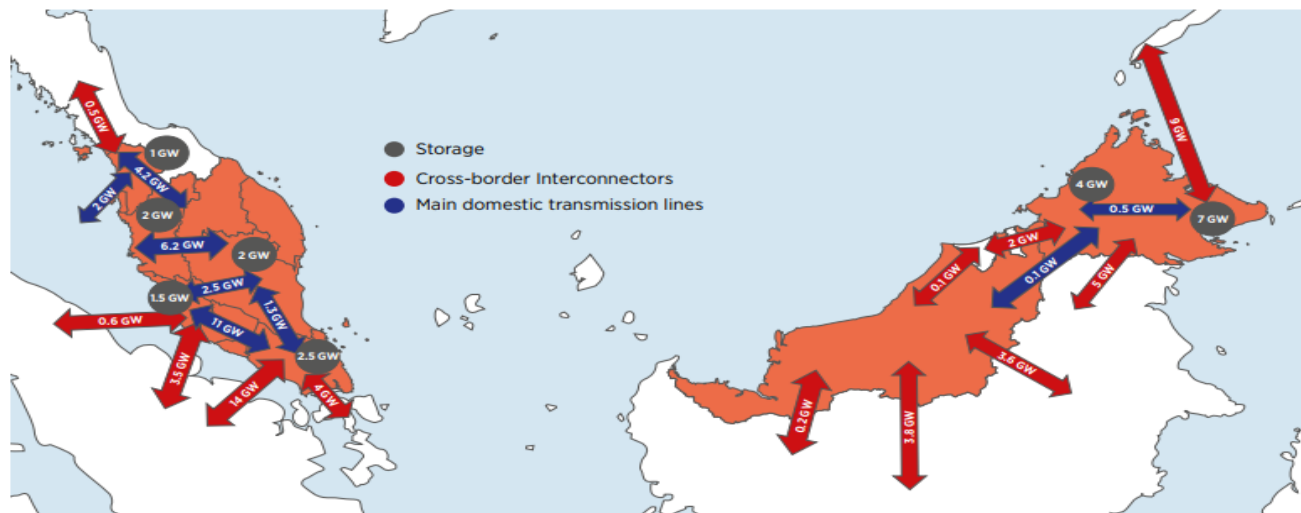 0.5 GW
1 GW
4.2 GW
2 GW
2 GW
6.2 GW
2 GW
2.5 GW
1.5 GW
1.3 GW
0.6 GW
11 GW
2.5 GW
3.5 GW
14 GW
4 GW
Storage
Cross-border Interconnectors
Main domestic transmission lines
9 GW
4 GW
0.5 GW
7 GW
2 GW
0.1 GW
0.1 GW
5 GW
3.6 GW
0.2 GW
3.8 GW